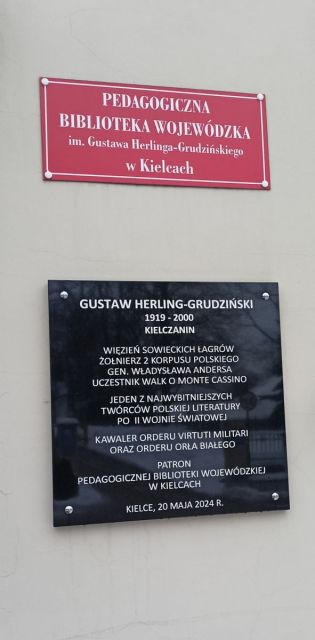 PEDAGOGICZNA
BIBLIOTEKA WOJEWÓDZKA
im. Gustawa Herlinga-Grudzińskiego
w Kielcach
GUSTAW HERLING-GRUDZIŃSKI
1919 - 2000
KIELCZANIN
WIĘZIEŃ SOWIECKICH ŁAGRÓW
ŻOŁNIERZ 2 KORPUSU POLSKIEGO
GEN. WŁADYSŁAWA ANDERSA
UCZESTNIK WALK O MONTE CASSINO
JEDEN Z NAJWYBITNIEJSZYCH
TWÓRCÓW POLSKIEJ LITERATURY
PO II WOJNIE ŚWIATOWEJ
KAWALER ORDERU VIRTUTI MILITARI
ORAZ ORDERU ORŁA BIAŁEGO
PATRON
PEDAGOGICZNEJ BIBLIOTEKI WOJEWÓDZKIEJ
W KIELCACH
KIELCE, 20 MAJA 2024 R.